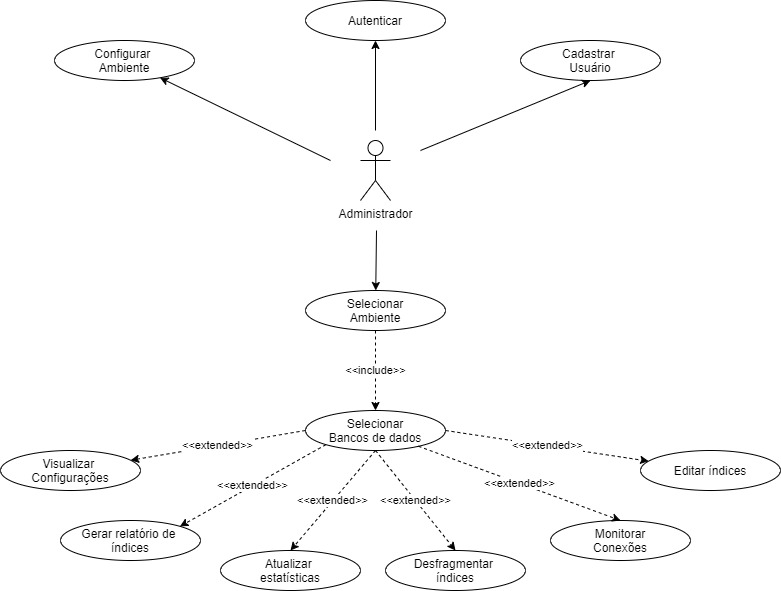 Autenticar
Configurar
Ambiente
Cadastrar
Usuário
Administrador
Selecionar
Ambiente
<<include>>
Selecionar
Bancos de dados
<<extended>>
<<extended>>
<<extended>>
<<extended>>
<<extended>>
<<extended>>
Visualizar
Configurações
Editar índices
Gerar relatório de
índices
Monitorar
Conexões
Atualizar
estatísticas
Desfragmentar
índices